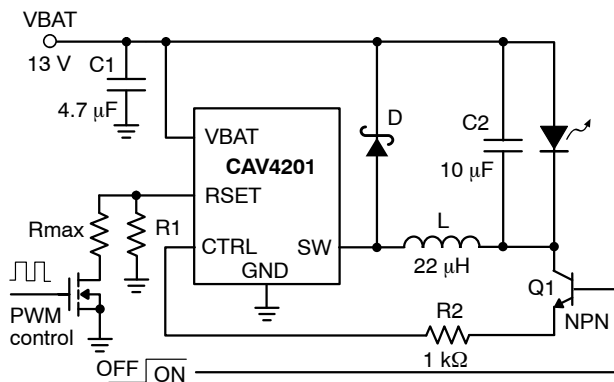 VBAT
13 V
C1
4.7 μF
D
C2
10 μF
VBAT
CAV4201
RSET
CTRL
SW
GND
Rmax
R1
L
22 μH
PWM
control
Q1
NPN
R2
1 kΩ
OFF ON